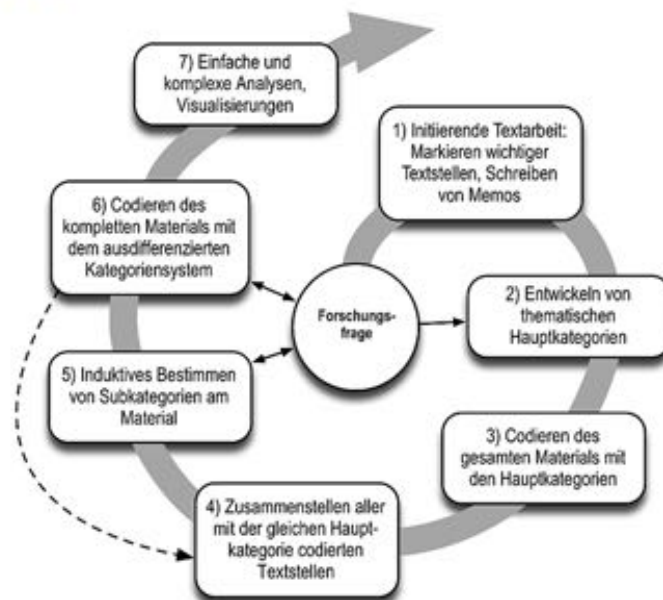 7) Einfache und
komplexe Analysen,
Visualisierungen
1) Initiierende Textarbeit:
Markieren wichtiger
Textstellen, Schreiben
von Memos
6) Codieren des
kompletten Materials mit
dem ausdifferenzierten
Kategoriensystem
Forschungs-
frage
2) Entwickeln von
thematischen
Hauptkategorien
5) Induktives Bestimmen
von Subkategorien am
Material
3) Codieren des
gesamten Materials mit
den Hauptkategorien
4) Zusammenstellen aller
mit der gleichen Haupt-
kategorie codierten
Textstellen